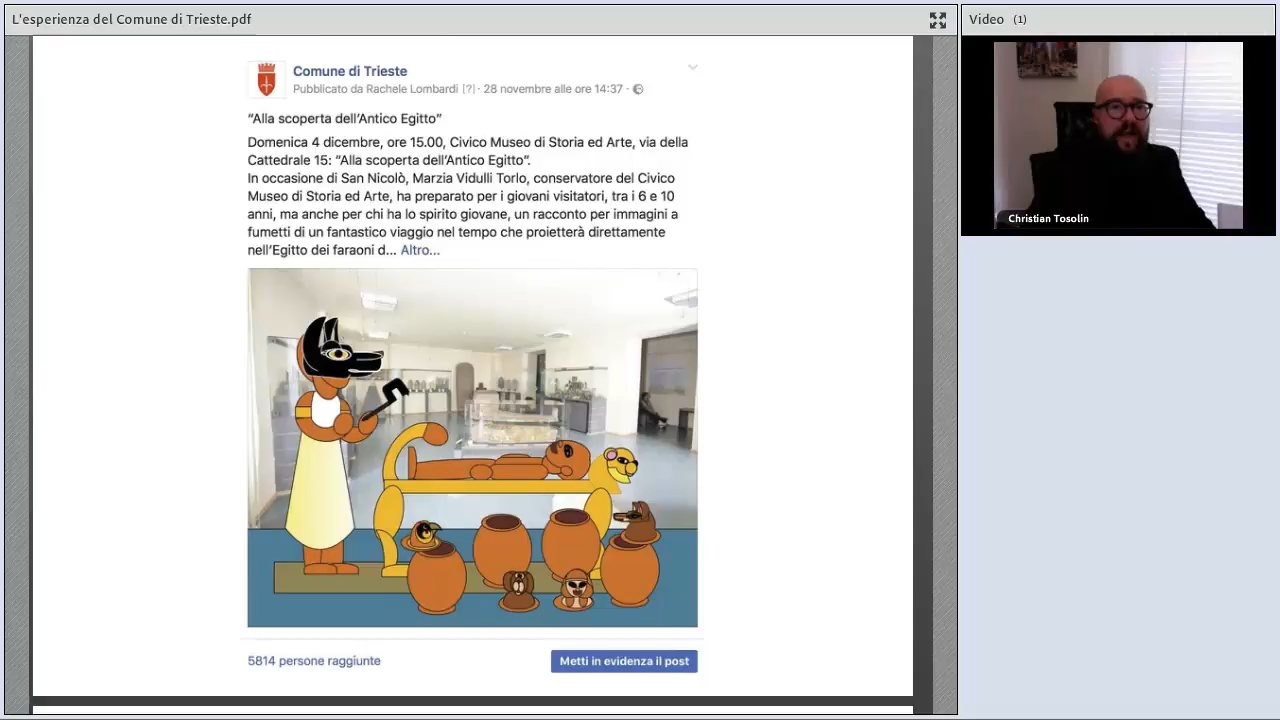 L'esperienza del Comune di Trieste.pdf
Video (1)
Comune di Trieste
Pubblicato da Rachele Lombardi [?] · 28 novembre alle ore 14:37 ·
“Alla scoperta dell’Antico Egitto”
Domenica 4 dicembre, ore 15.00, Civico Museo di Storia ed Arte, via della
Cattedrale 15: “Alla scoperta dell’Antico Egitto”.
In occasione di San Nicolò, Marzia Vidulli Torlo, conservatore del Civico
Museo di Storia ed Arte, ha preparato per i giovani visitatori, tra i 6 e 10
anni, ma anche per chi ha lo spirito giovane, un racconto per immagini a
fumetti di un fantastico viaggio nel tempo che proietterà direttamente
nell’Egitto dei faraoni d... Altro...
5814 persone raggiunte
Metti in evidenza il post
Christian Tosolin